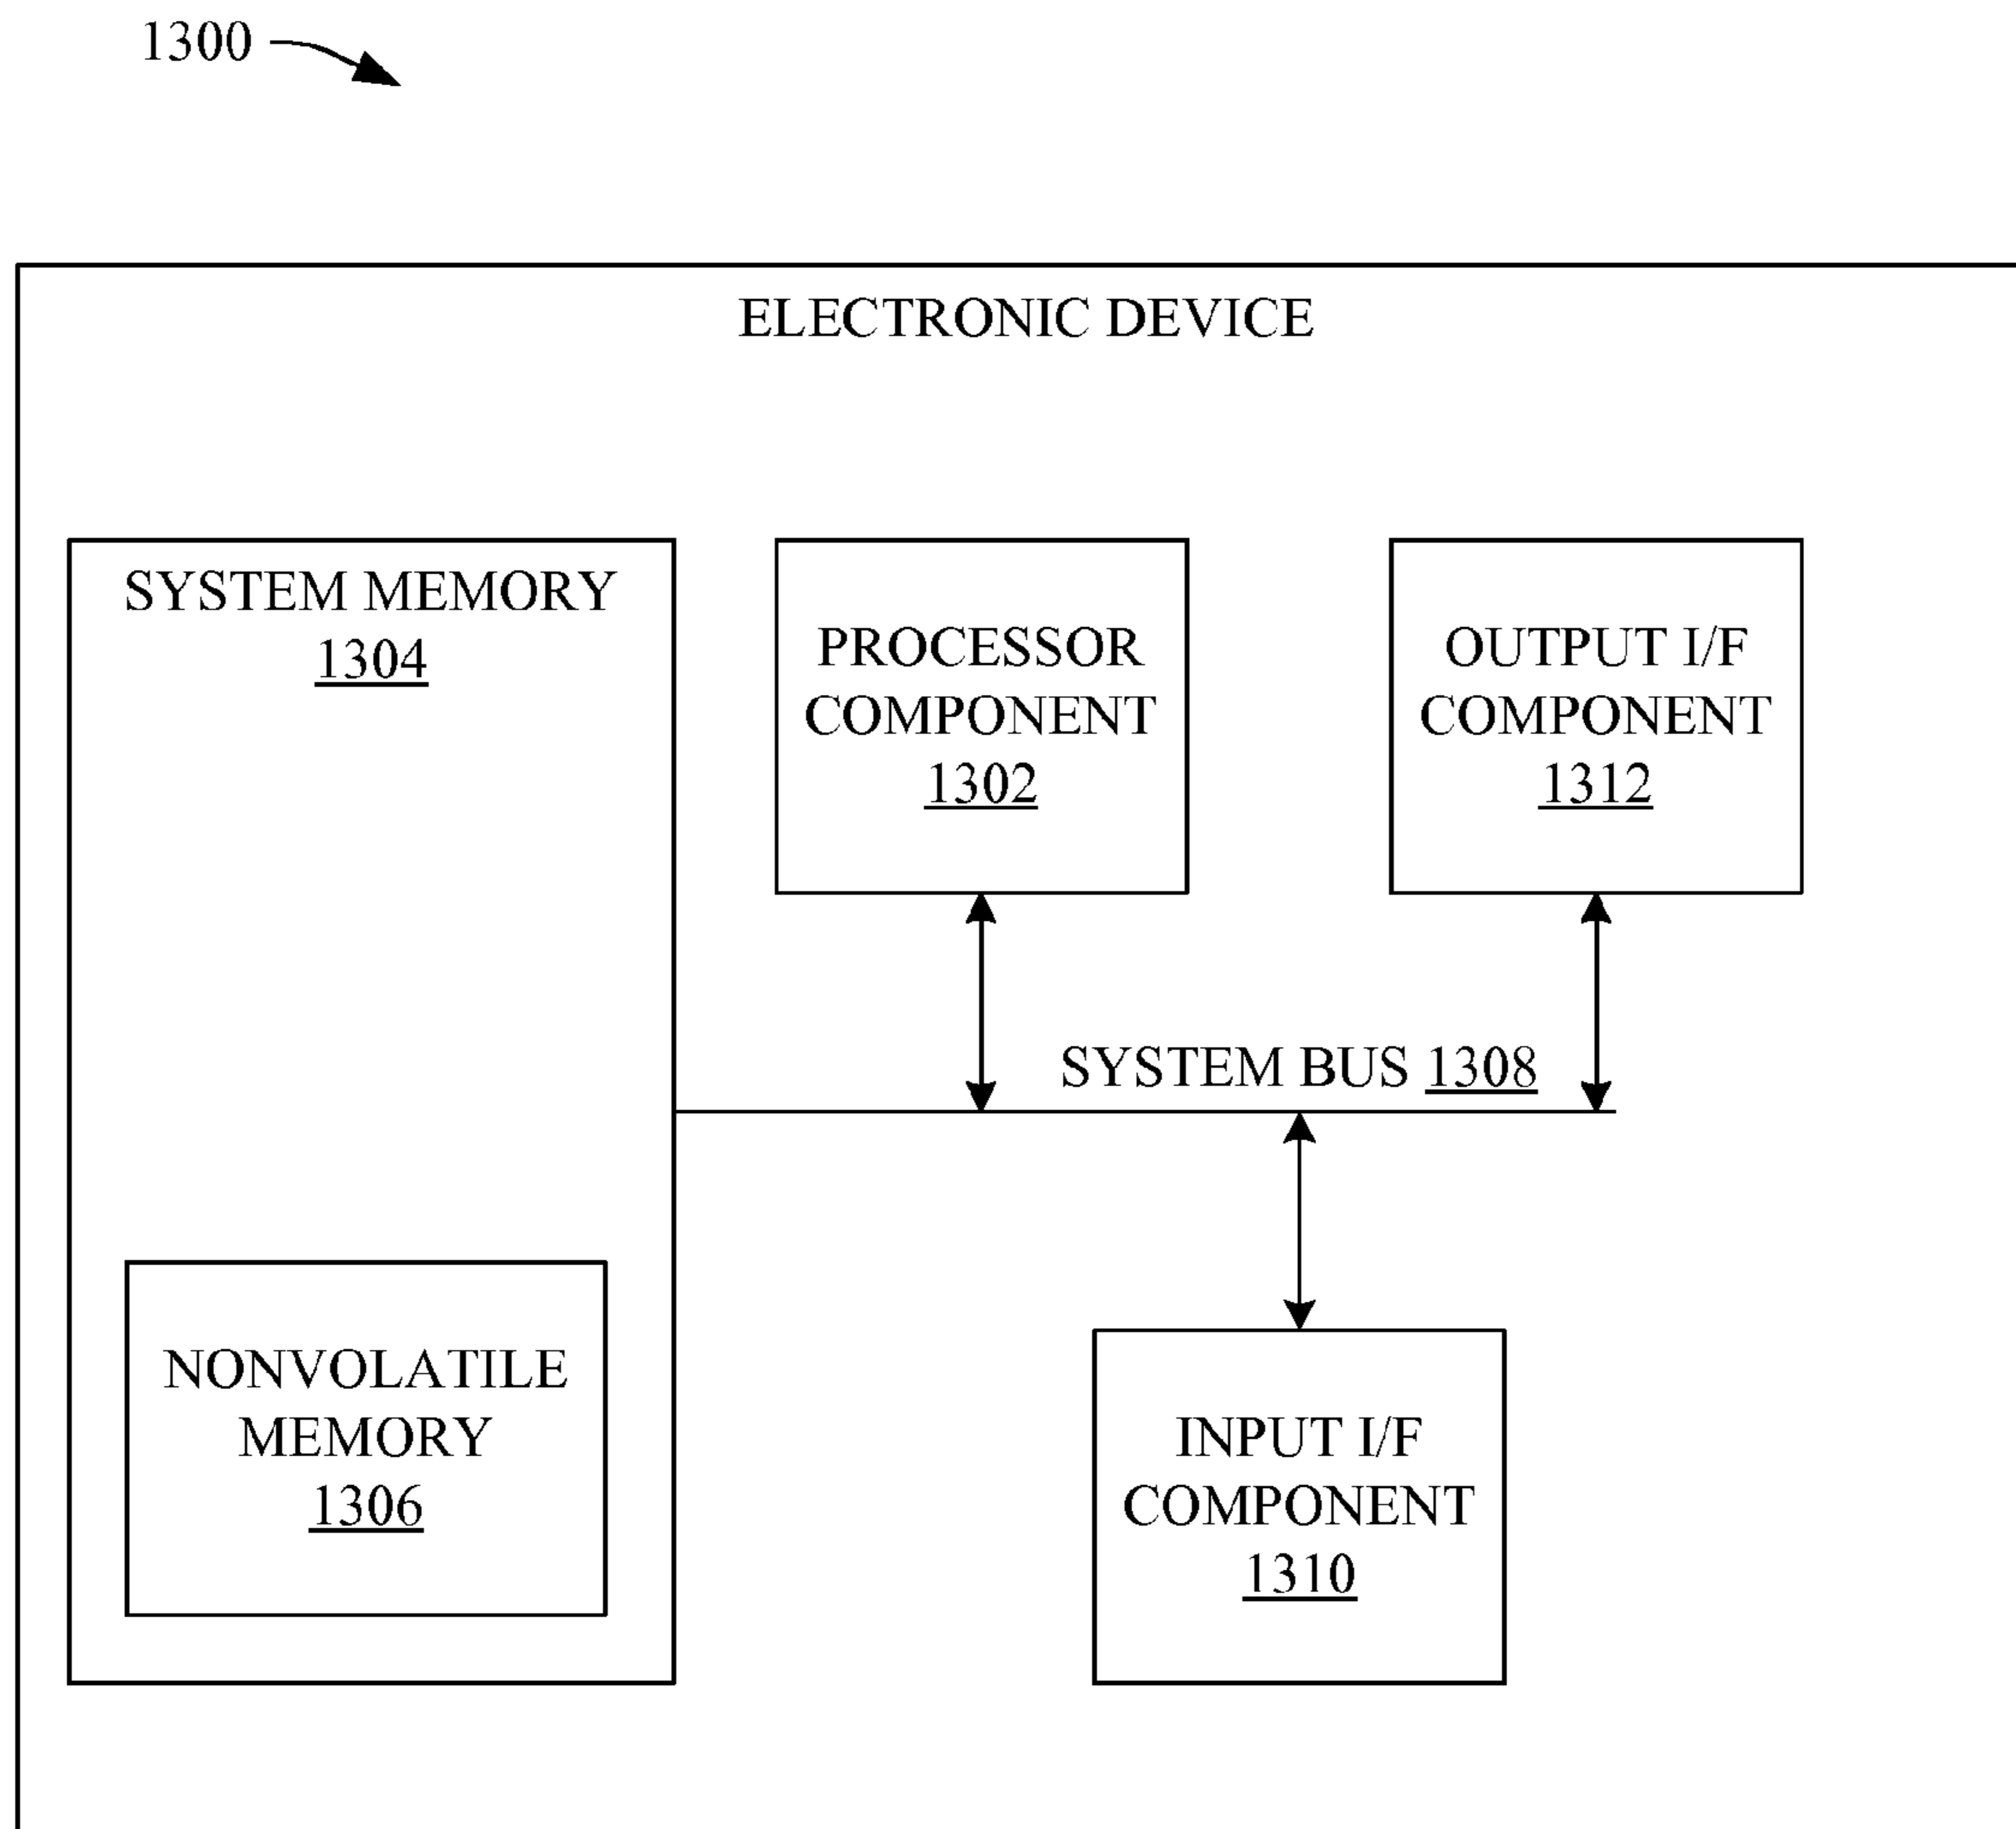 1300
ELECTRONIC DEVICE
SYSTEM MEMORY
1304
PROCESSOR
COMPONENT
1302
OUTPUT I/F
COMPONENT
1312
SYSTEM BUS 1308
NONVOLATILE
MEMORY
1306
INPUT I/F
COMPONENT
1310